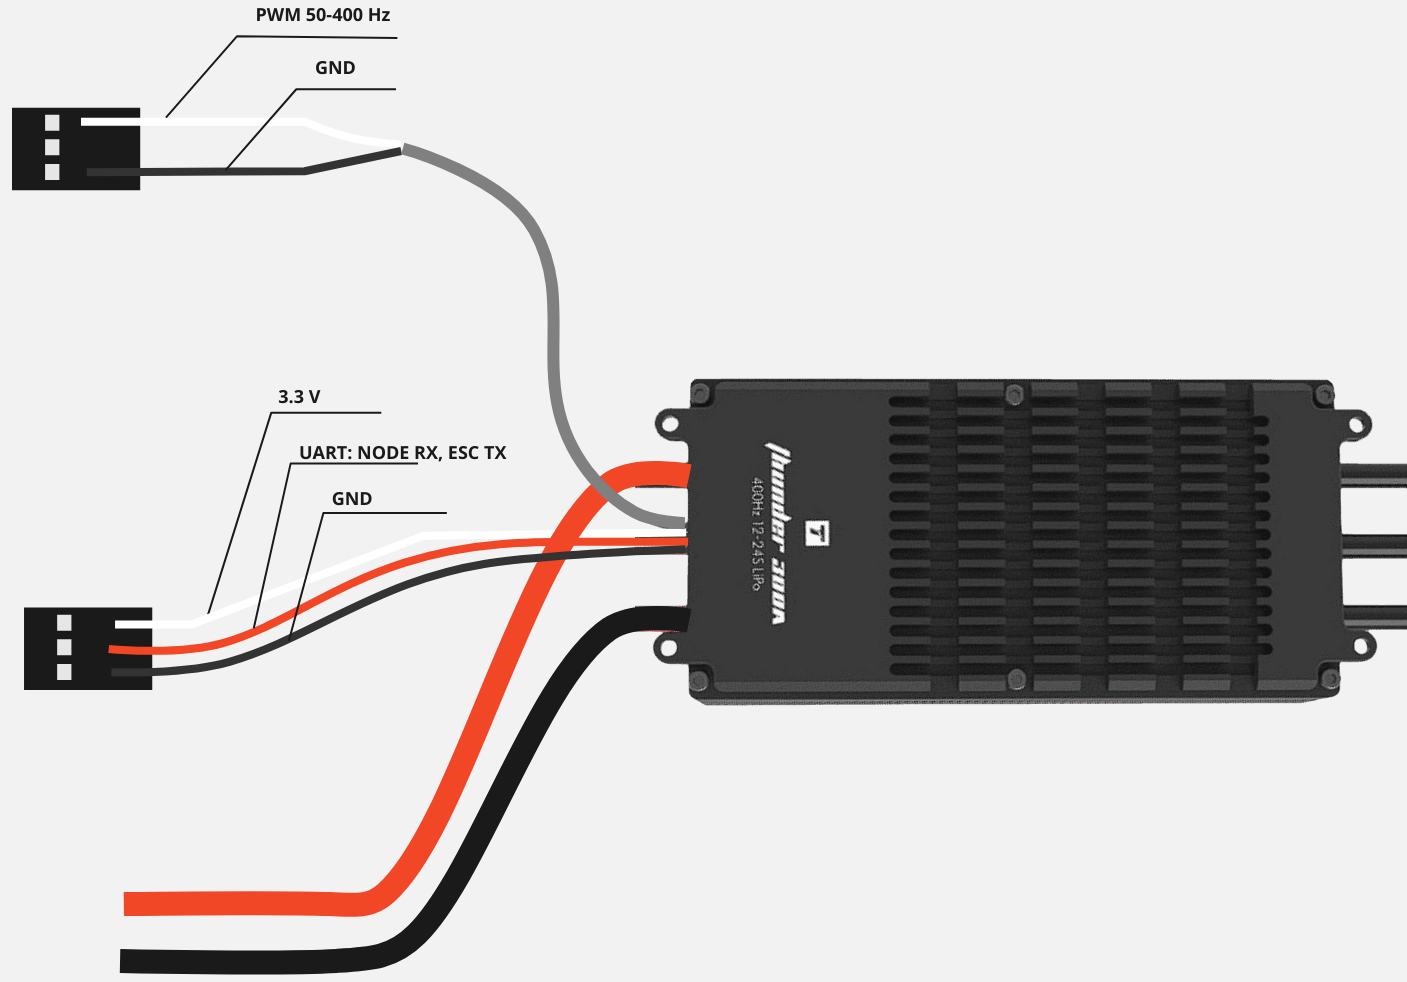 PWM 50-400 Hz
GND
3.3 V
UART: NODE RX, ESC TX
GND
Thunder 300A
400Hz 12-24S LiPo
T